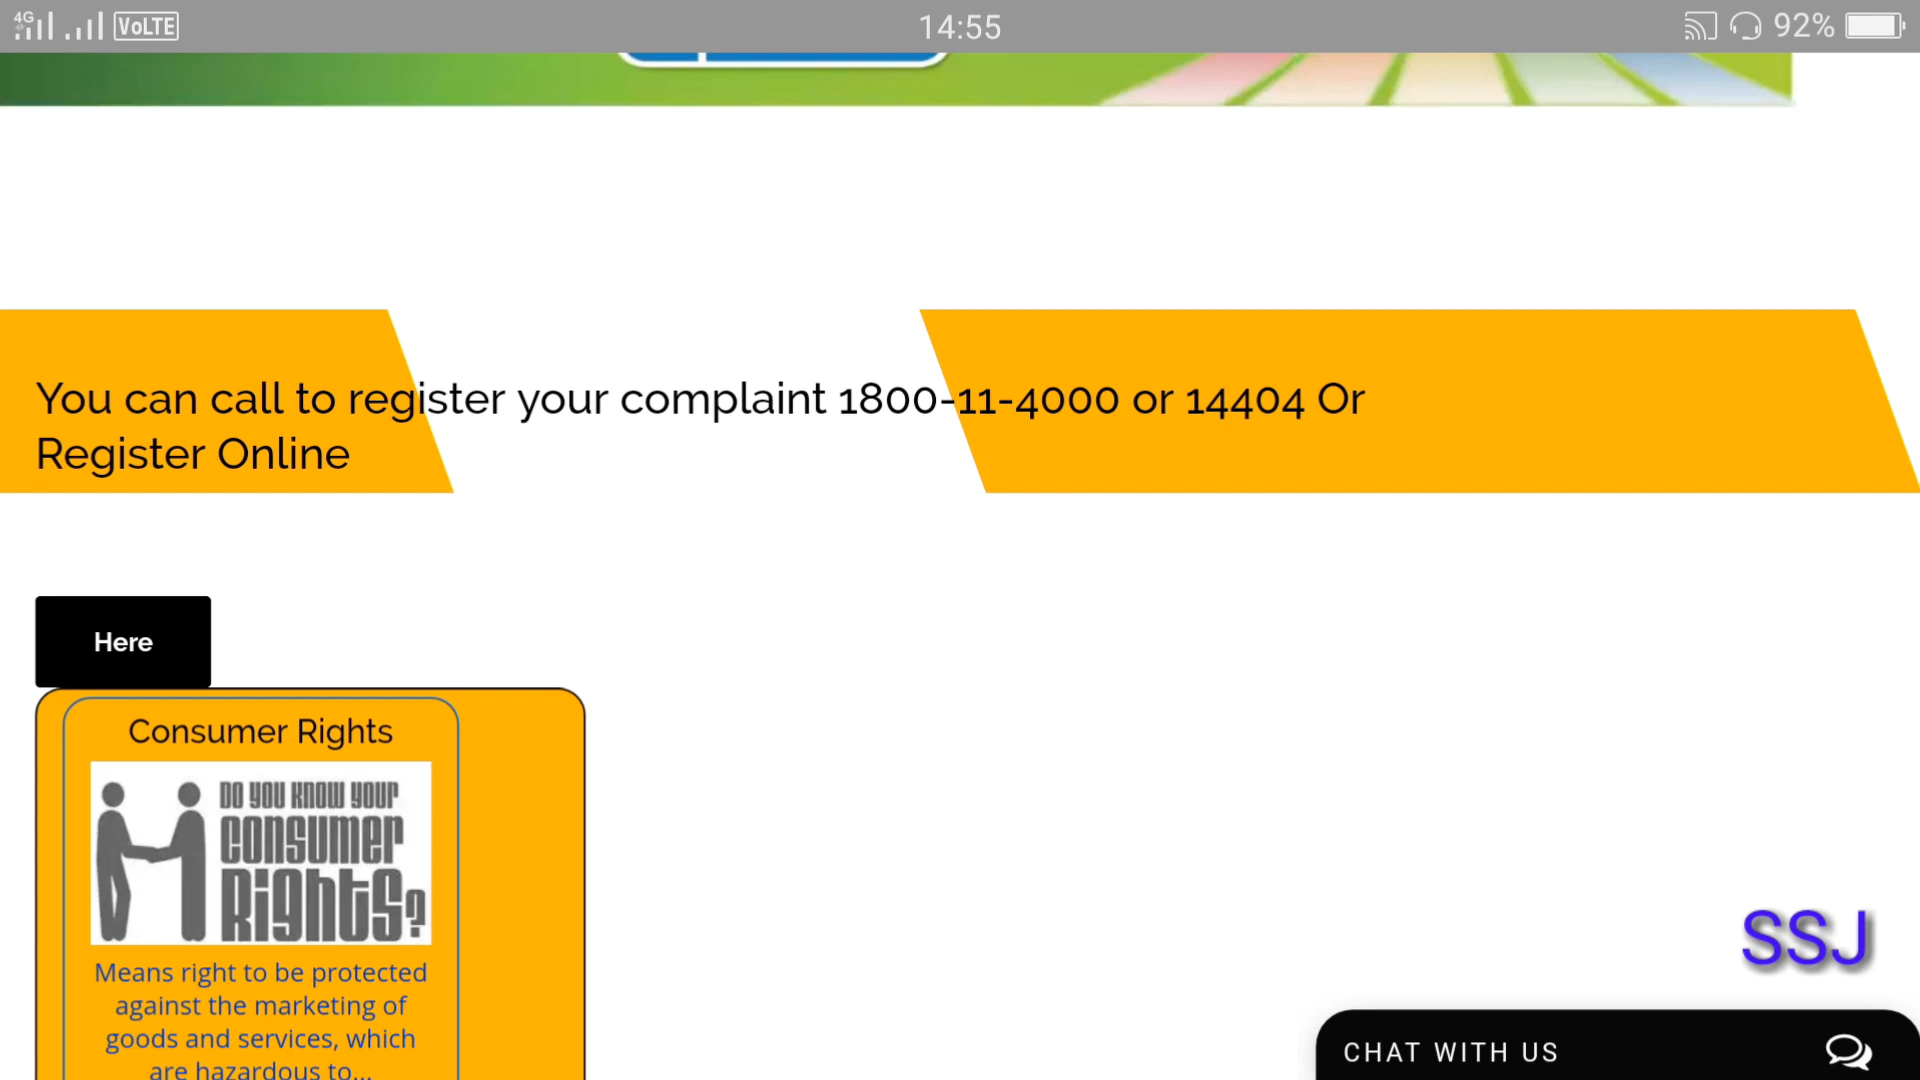 4G VoLTE 14:55 92%
You can call to register your complaint 1800-11-4000 or 14404 Or
Register Online
Here
Consumer Rights
DO YOU KNOW YOUR
CONSUMER
RIGHTS?
Means right to be protected
against the marketing of
goods and services, which
are hazardous to...
SSJ
CHAT WITH US